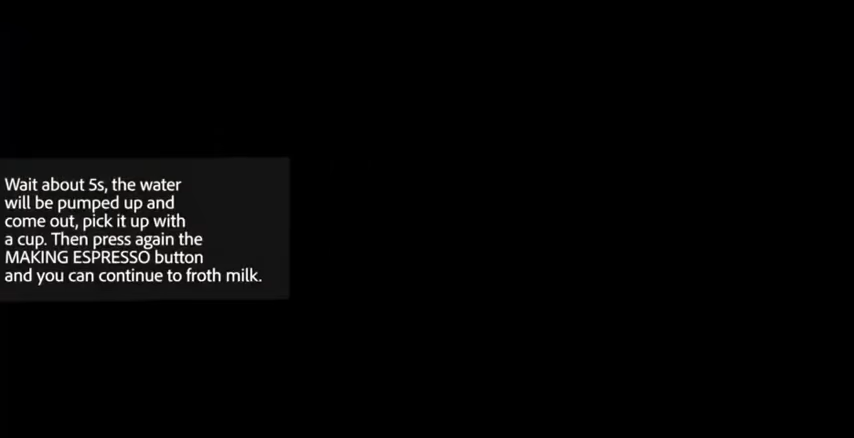 Wait about 5s, the water
will be pumped up and
come out, pick it up with
a cup. Then press again the
MAKING ESPRESSO button
and you can continue to froth milk.